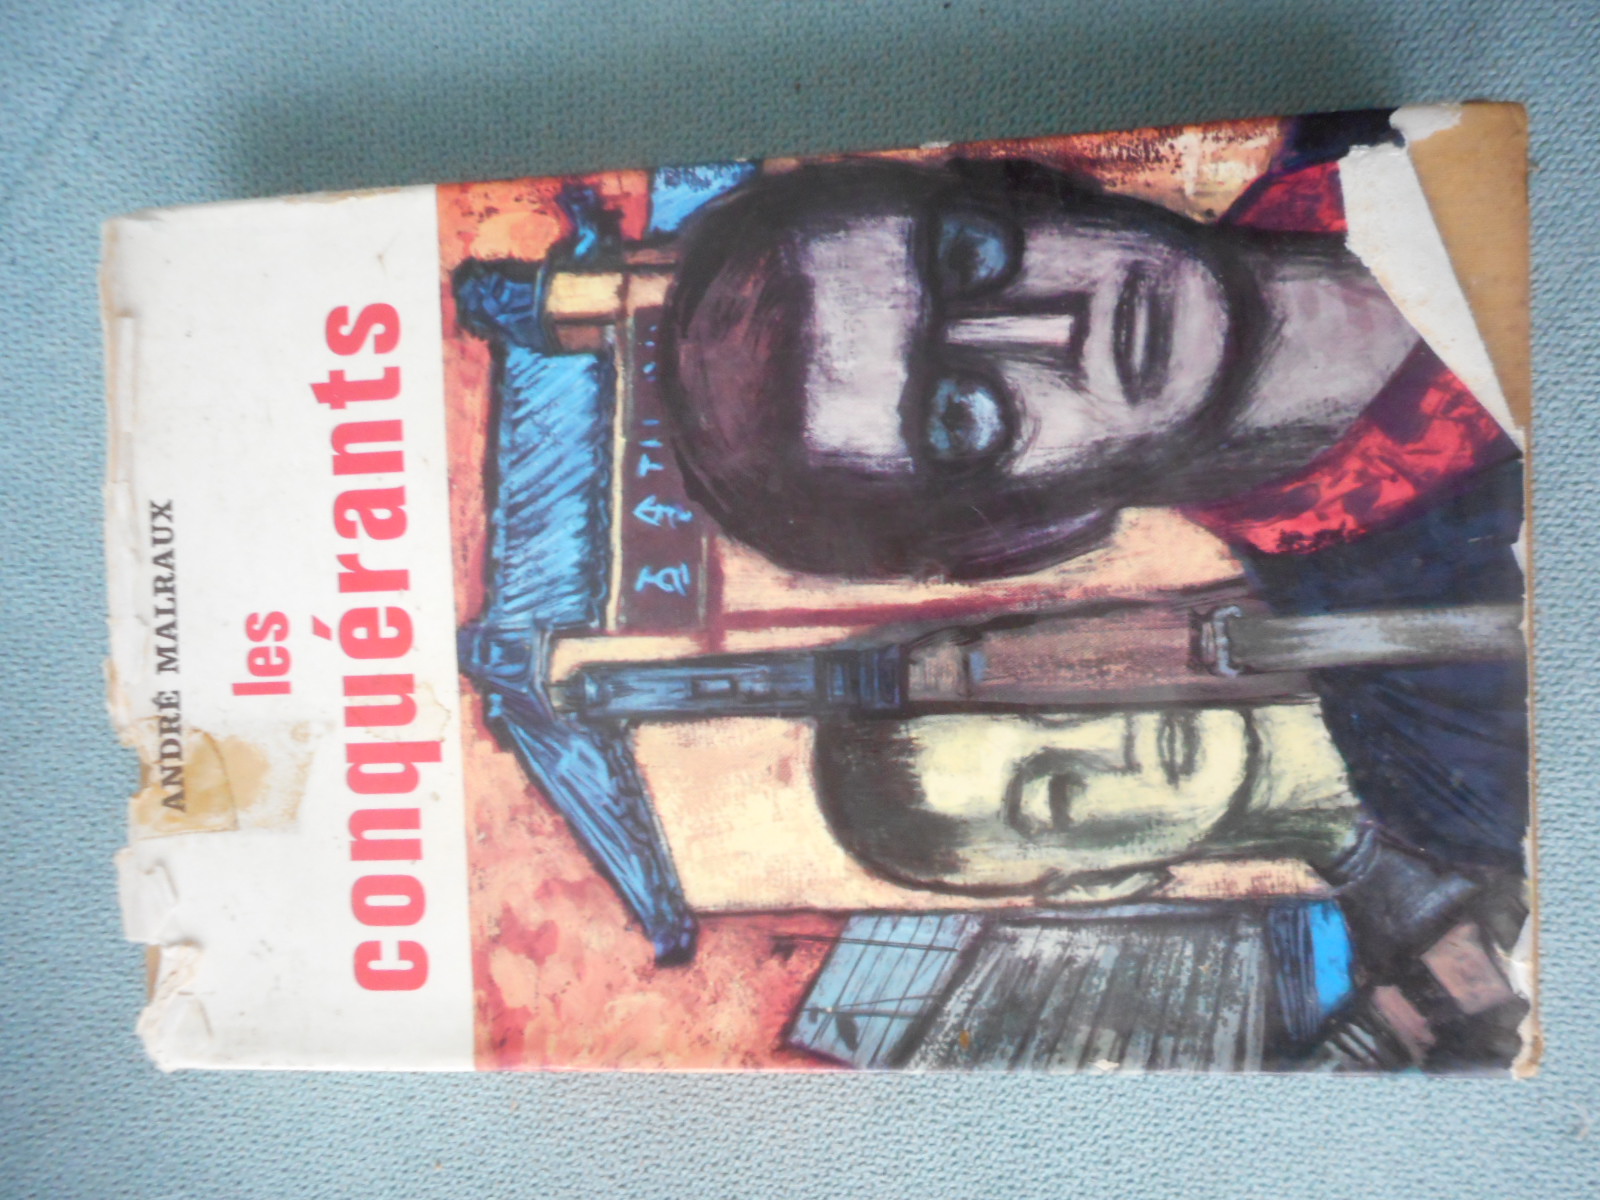 ANDRÉ MALRAUX
les
conquérants